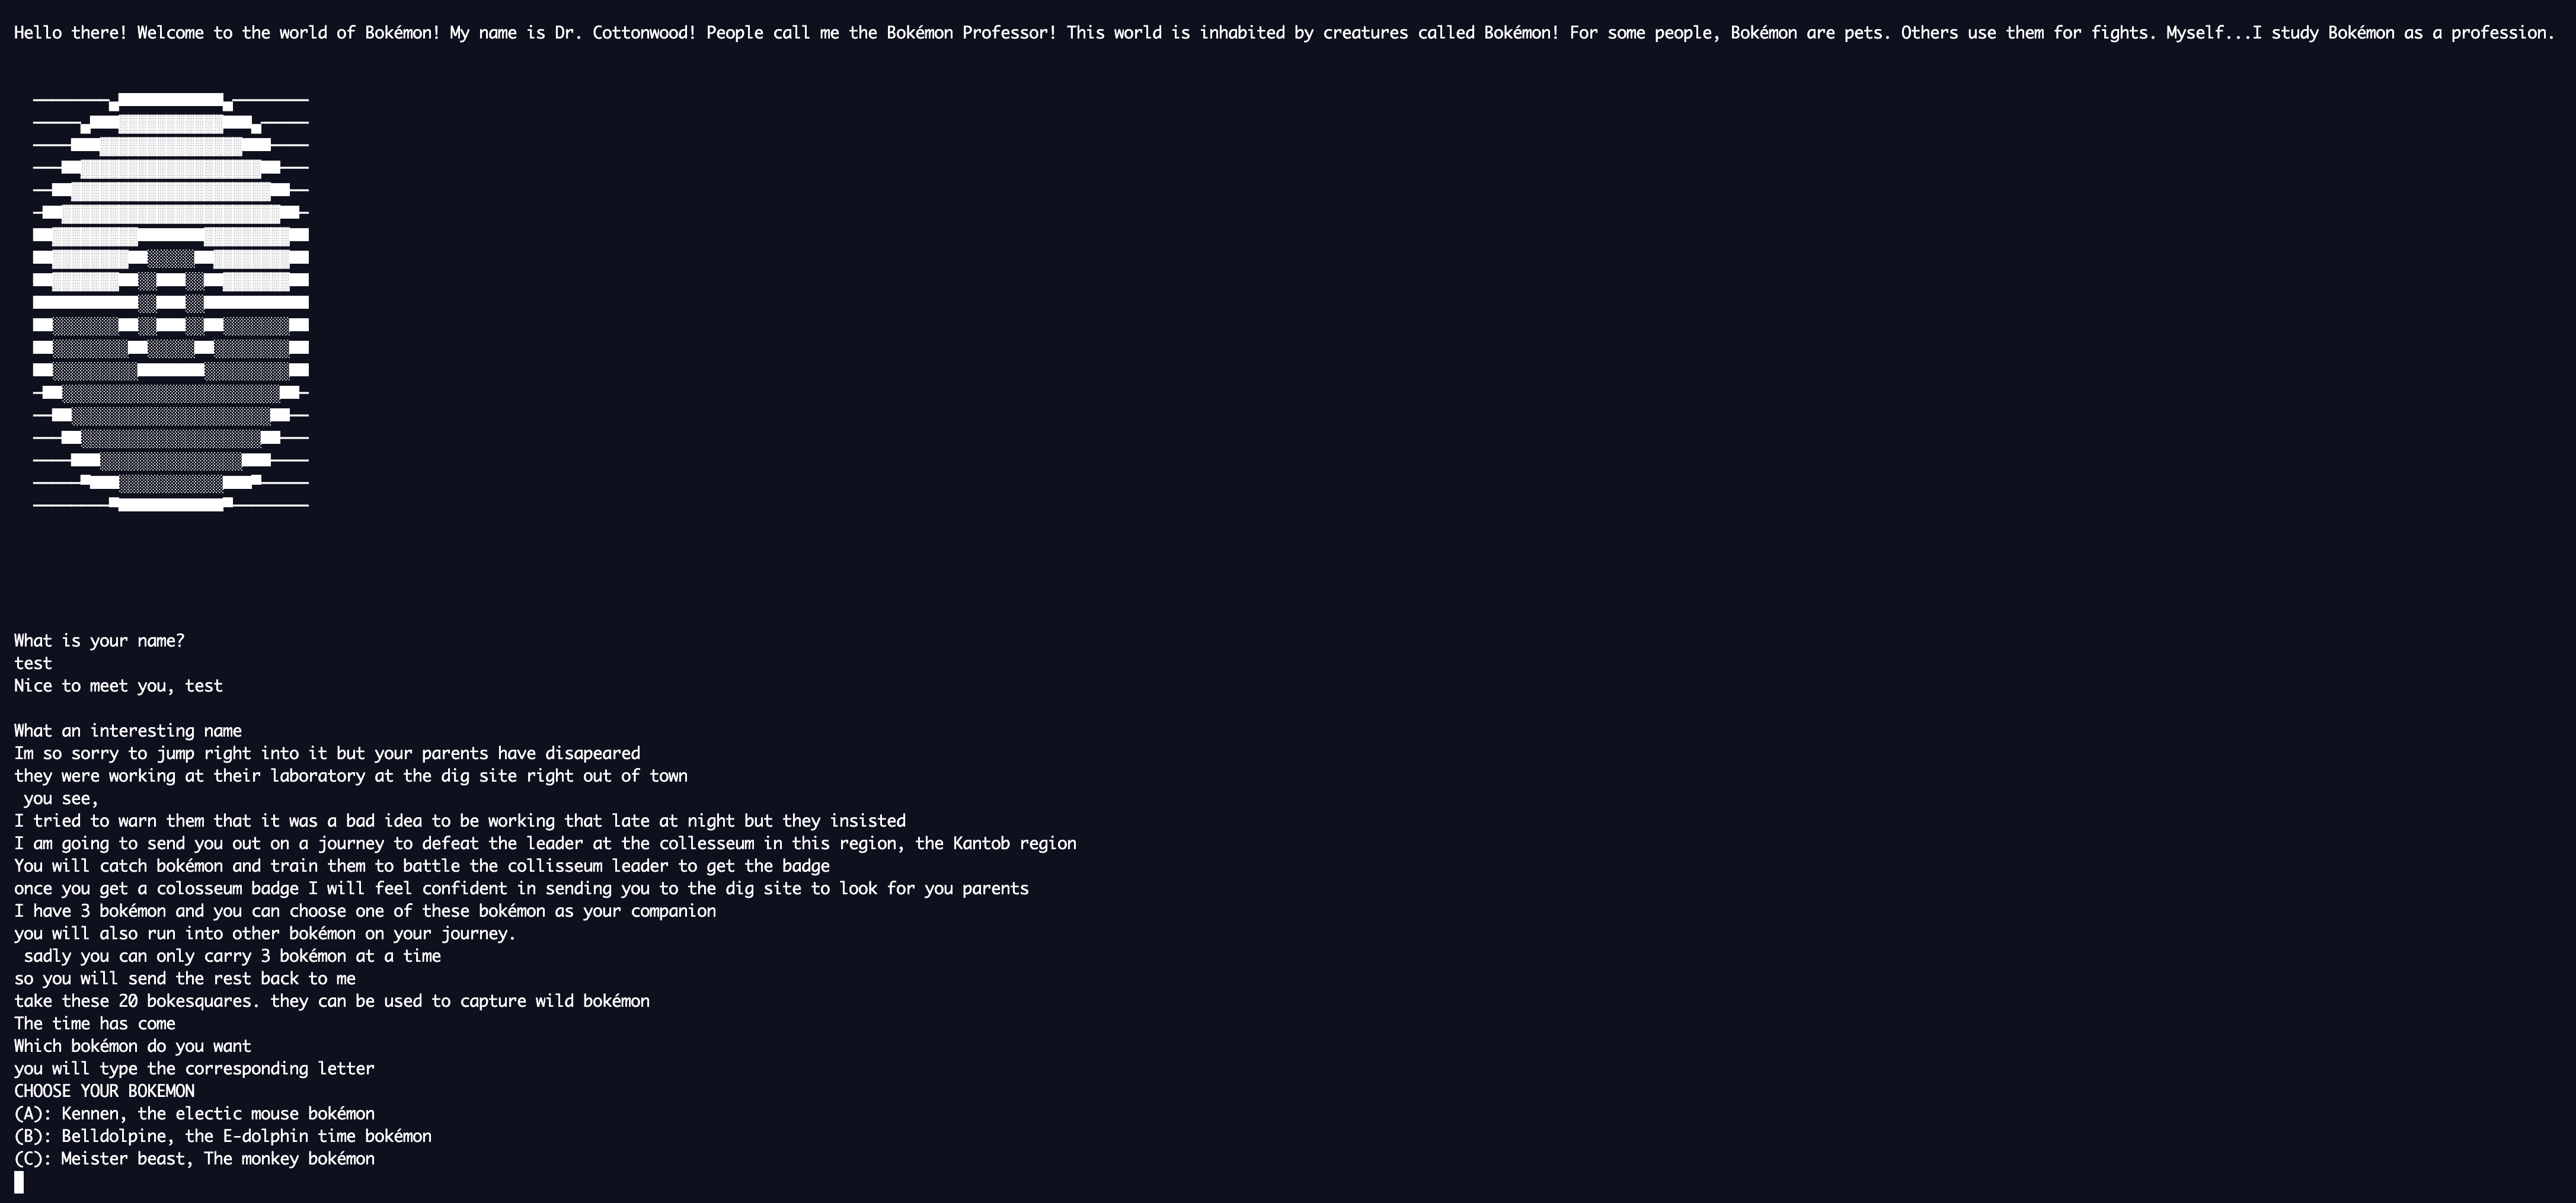 Hello there! Welcome to the world of Bokémon! My name is Dr. Cottonwood! People call me the Bokémon Professor! This world is inhabited by creatures called Bokémon! For some people, Bokémon are pets. Others use them for fights. Myself...I study Bokémon as a profession.
What is your name?
test
Nice to meet you, test
What an interesting name
Im so sorry to jump right into it but your parents have disapeared
they were working at their laboratory at the dig site right out of town
you see,
I tried to warn them that it was a bad idea to be working that late at night but they insisted
I am going to send you out on a journey to defeat the leader at the collesseum in this region, the Kantob region
You will catch bokémon and train them to battle the collisseum leader to get the badge
once you get a colosseum badge I will feel confident in sending you to the dig site to look for you parents
I have 3 bokémon and you can choose one of these bokémon as your companion
you will also run into other bokémon on your journey.
sadly you can only carry 3 bokémon at a time
so you will send the rest back to me
take these 20 bokesquares. they can be used to capture wild bokémon
The time has come
Which bokémon do you want
you will type the corresponding letter
CHOOSE YOUR BOKEMON
(A): Kennen, the electic mouse bokémon
(B): Belldolpine, the E-dolphin time bokémon
(C): Meister beast, The monkey bokémon